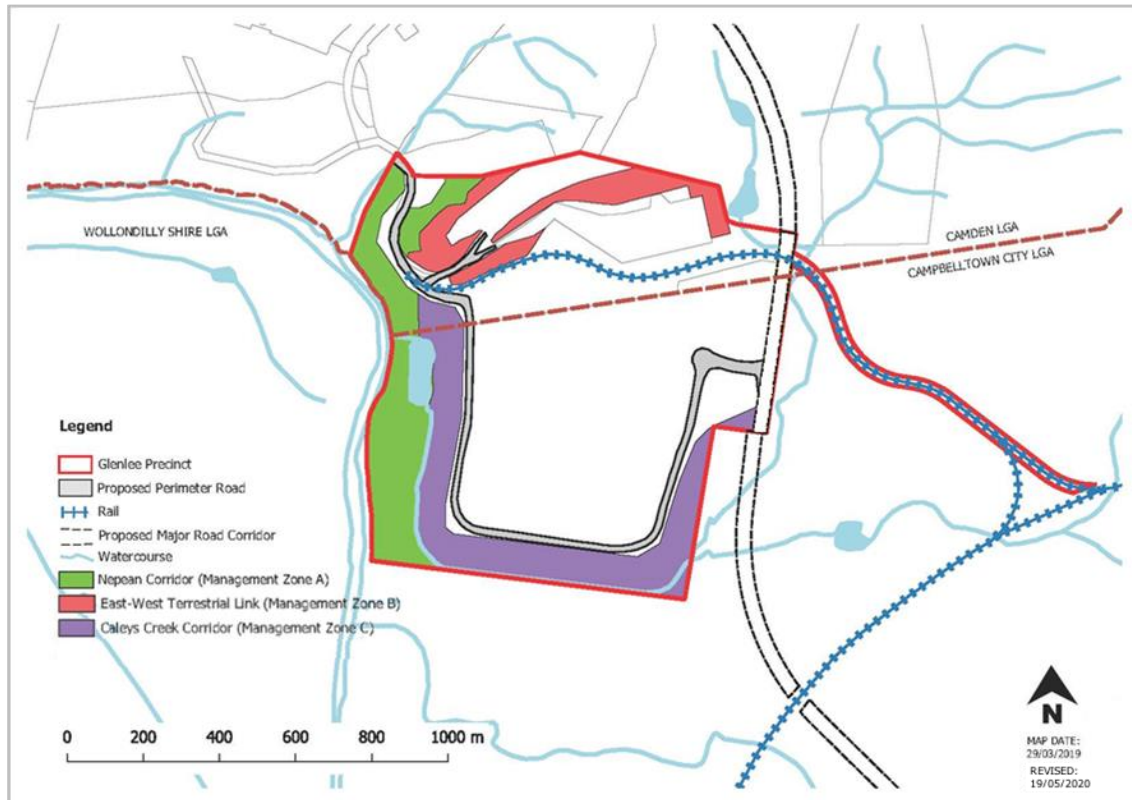 WOLLONDILLY SHIRE LGA
CAMDEN LGA
CAMPBELLTOWN CITY LGA
Legend
Glenlee Precinct
Proposed Perimeter Road
Rail
Proposed Major Road Corridor
Watercourse
Nepean Corridor (Management Zone A)
East-West Terrestrial Link (Management Zone B)
Caleys Creek Corridor (Management Zone C)
0 200 400 600 800 1000 m
N
MAP DATE:
29/03/2019
REVISED:
19/05/2020